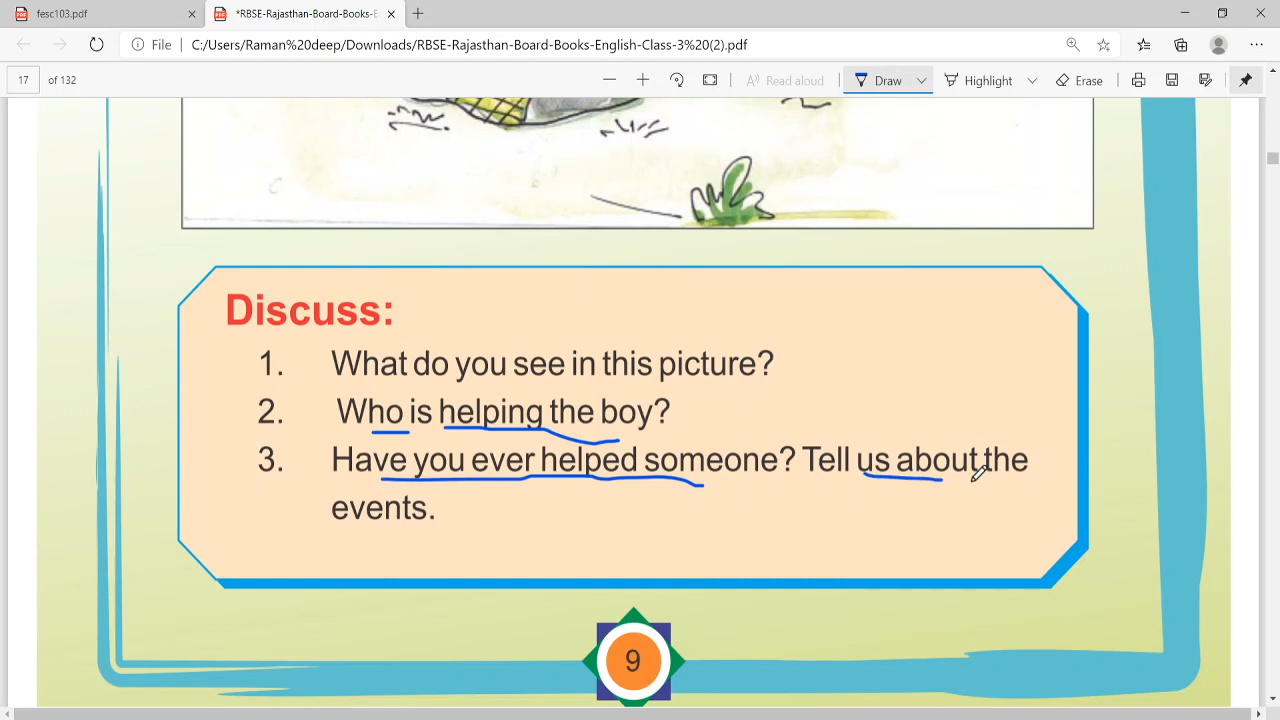 fesc103.pdf
*RBSE-Rajasthan-Board-Books-E
File
C:/Users/Raman%20deep/Downloads/RBSE-Rajasthan-Board-Books-English-Class-3%20(2).pdf
17 of 132
Read aloud
Draw
Highlight
Erase
Discuss:
1. What do you see in this picture?
2. Who is helping the boy?
3. Have you ever helped someone? Tell us about the
events.
9